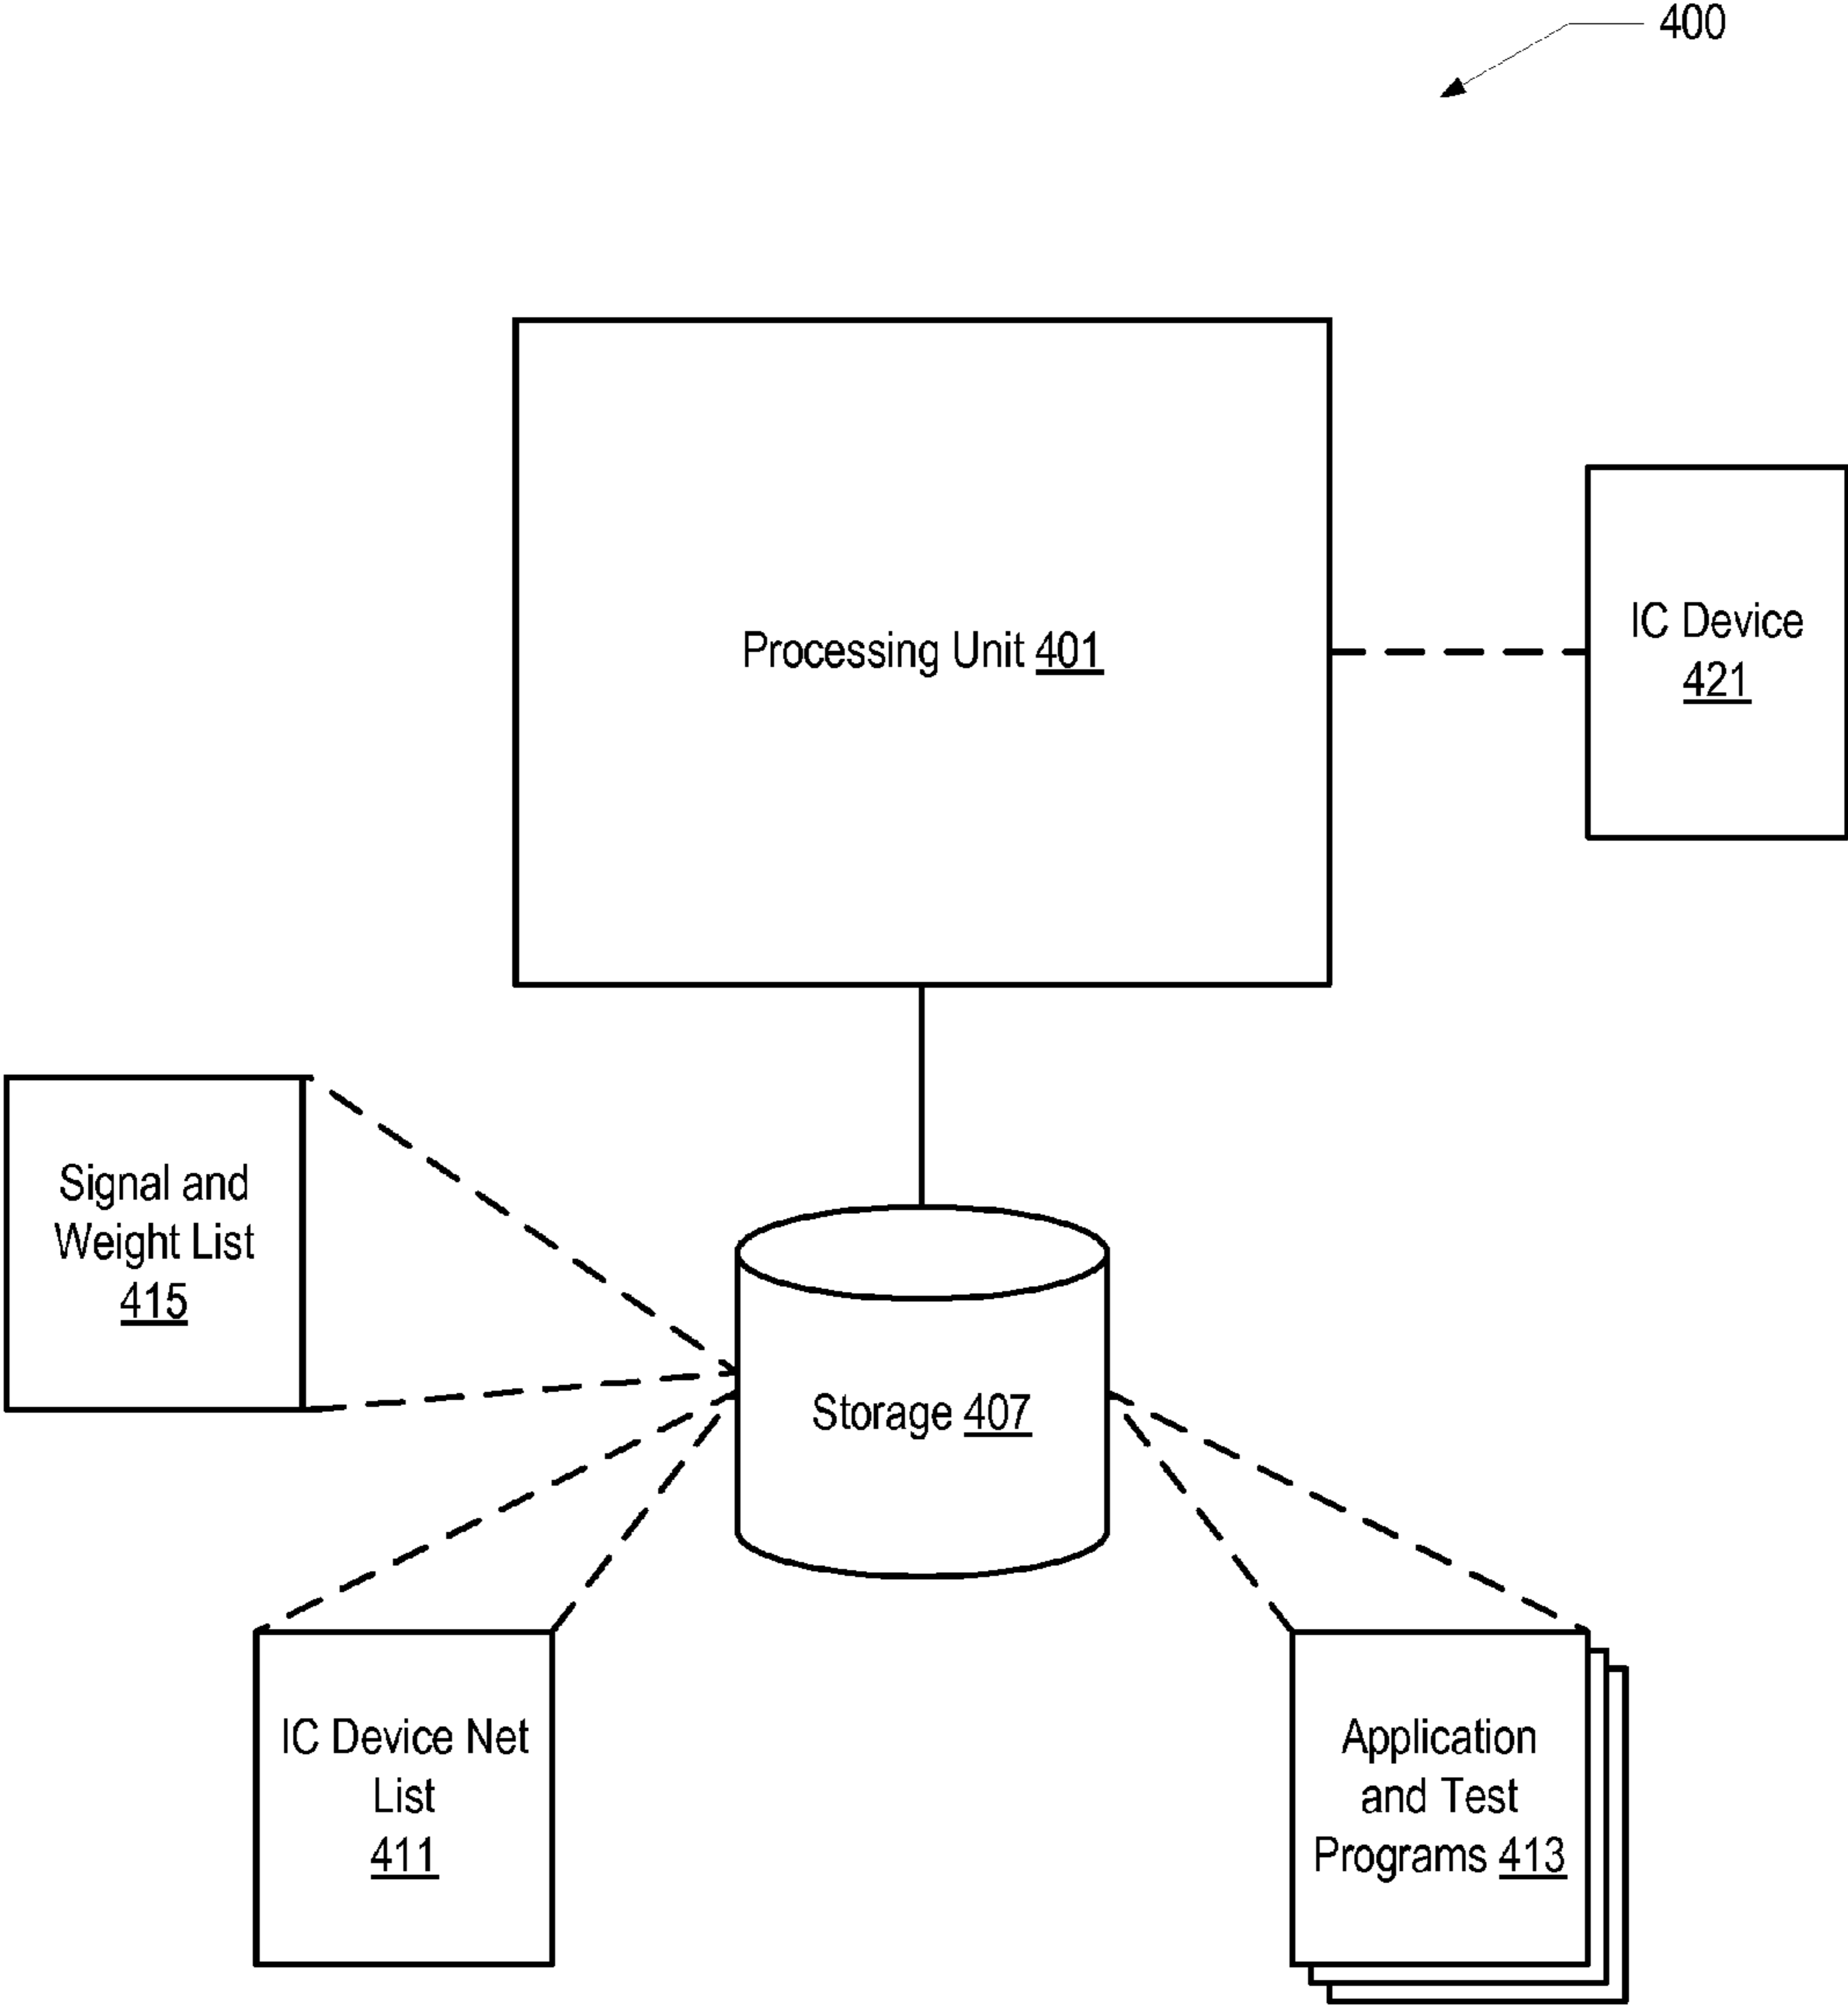 400
Processing Unit 401
IC Device
421
Signal and
Weight List
415
Storage 407
IC Device Net
List
411
Application
and Test
Programs 413